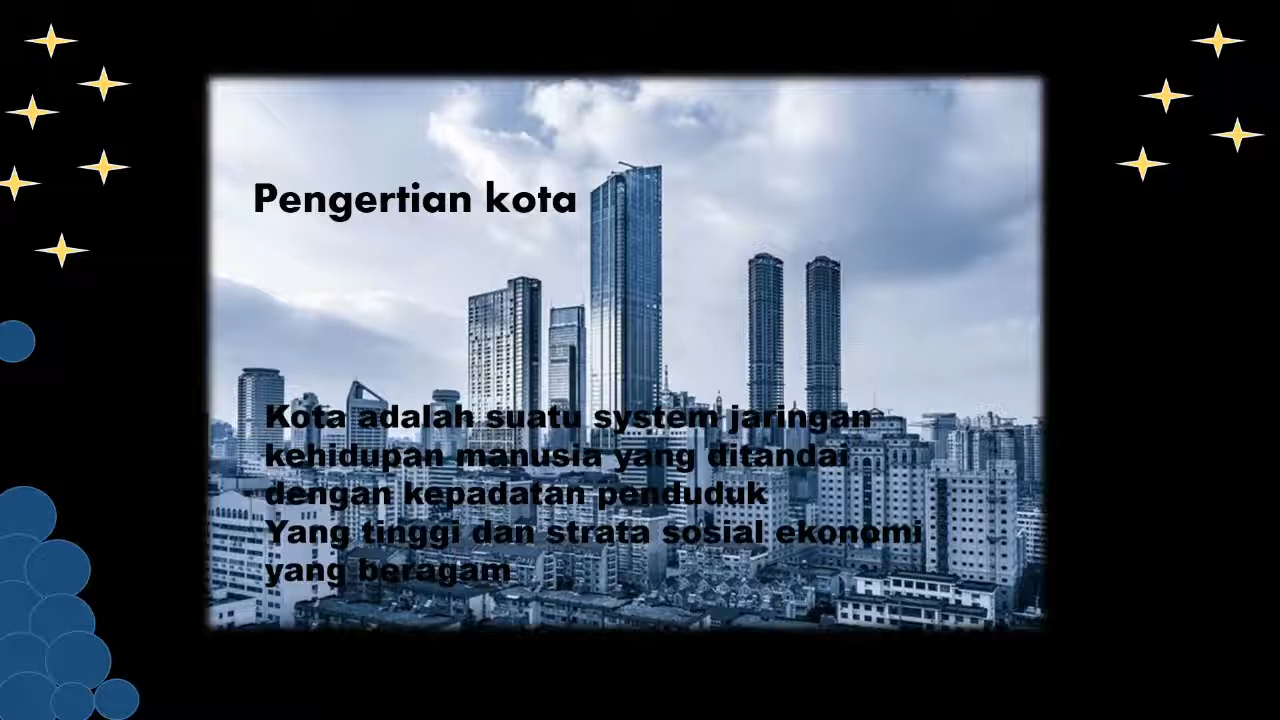 Pengertian kota
Kota adalah suatu system jaringan
kehidupan manusia yang ditandai
dengan kepadatan penduduk
Yang tinggi dan strata sosial ekonomi
yang beragam